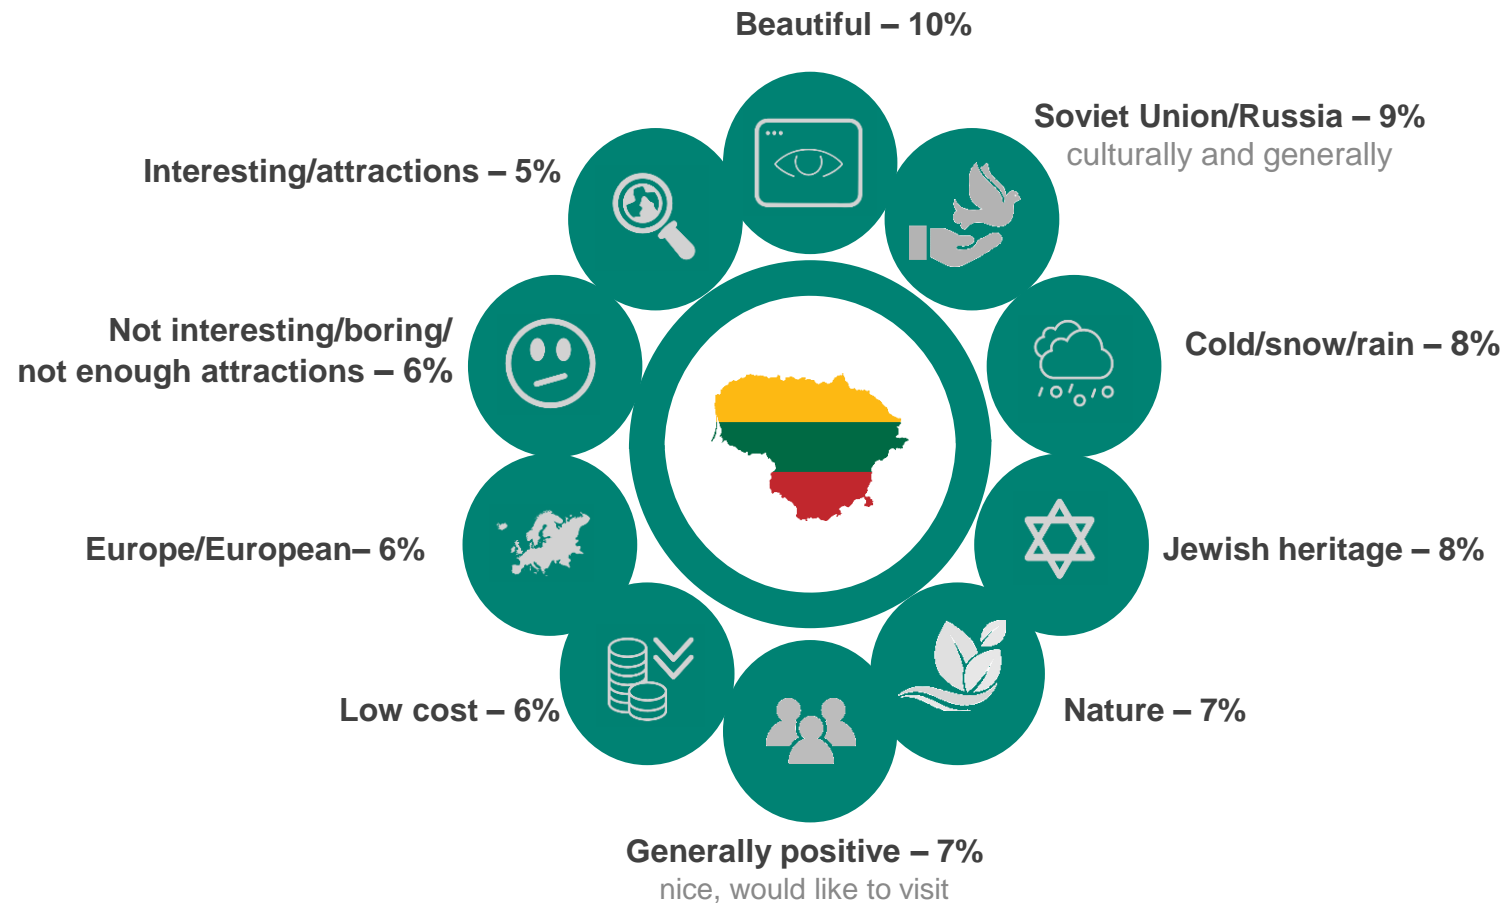 Beautiful – 10%
Soviet Union/Russia – 9%
culturally and generally
Cold/snow/rain – 8%
Jewish heritage – 8%
Nature – 7%
Generally positive – 7%
nice, would like to visit
Low cost – 6%
Europe/European– 6%
Not interesting/boring/
not enough attractions – 6%
Interesting/attractions – 5%